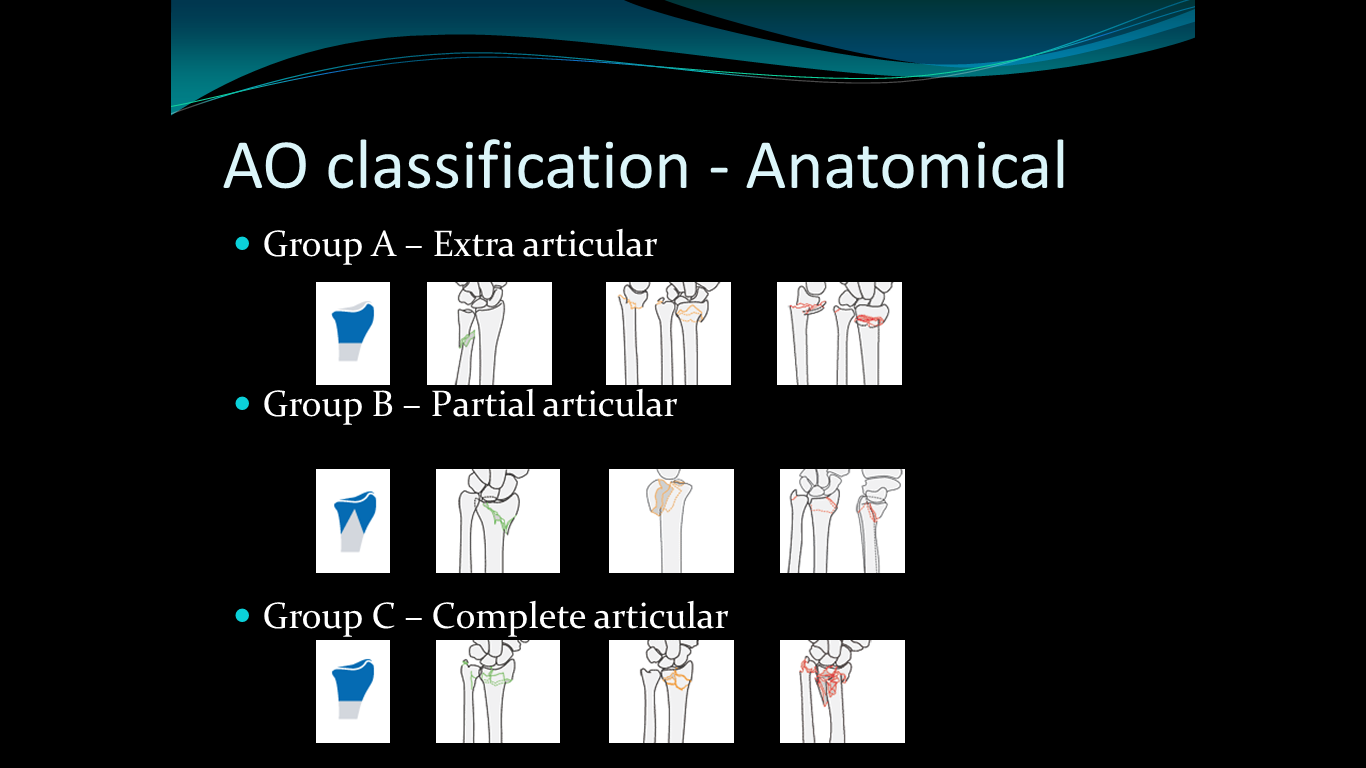 AO classification - Anatomical
Group A – Extra articular
Group B – Partial articular
Group C – Complete articular